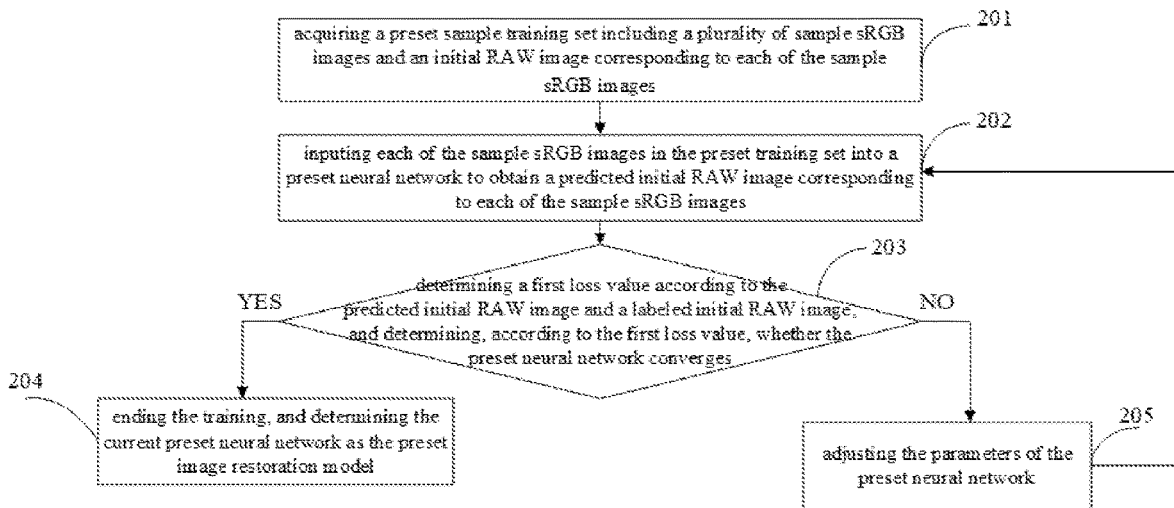 201
acquiring a preset sample training set including a plurality of sample sRGB
images and an initial RAW image corresponding to each of the sample
sRGB images
202
inputing each of the sample sRGB images in the preset training set into a
preset neural network to obtain a predicted initial RAW image corresponding
to each of the sample sRGB images
203
determining a first loss value according to the
predicted initial RAW image and a labeled initial RAW image,
and determining, according to the first loss value, whether the
preset neural network converges
YES
NO
204
ending the training, and determining the
current preset neural network as the preset
image restoration model
205
adjusting the parameters of the
preset neural network